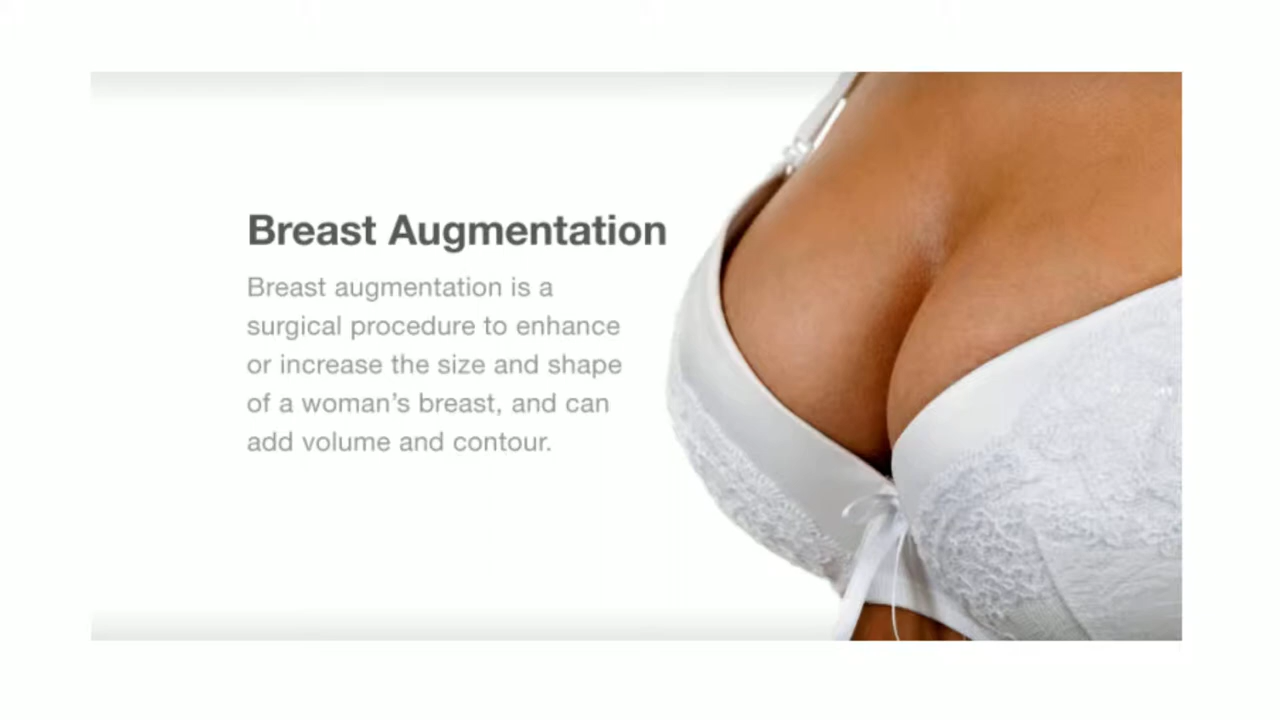 Breast Augmentation
Breast augmentation is a
surgical procedure to enhance
or increase the size and shape
of a woman’s breast, and can
add volume and contour.